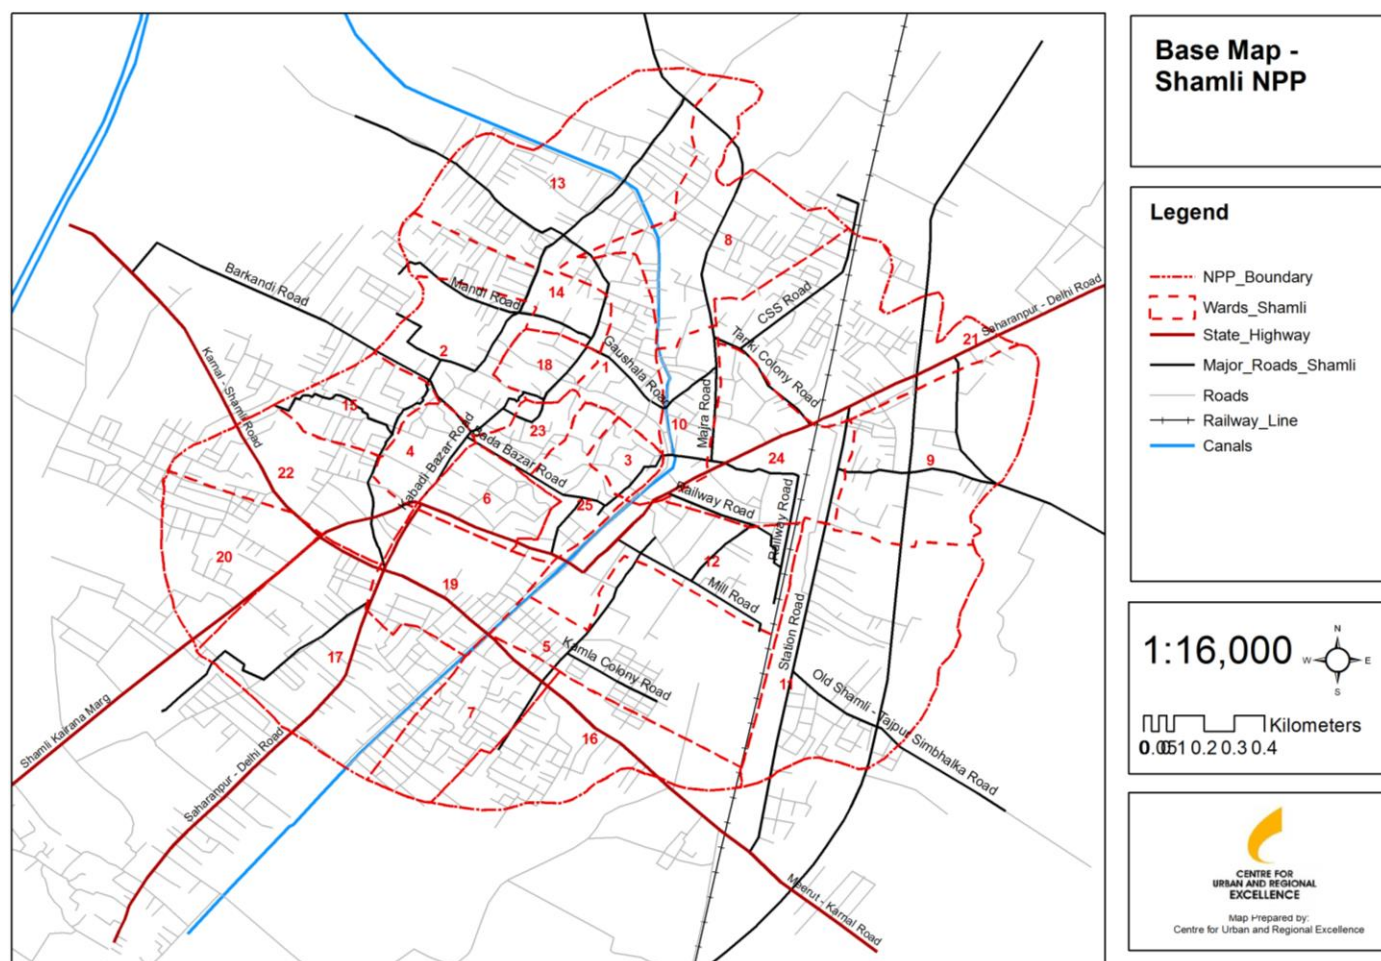 Base Map -
Shamli NPP
Legend
NPP_Boundary
Wards_Shamli
State_Highway
Major_Roads_Shamli
Roads
Railway_Line
Canals
1:16,000
N
W
E
S
Kilometers
0 0.05 0.1 0.2 0.3 0.4
CENTRE FOR
URBAN AND REGIONAL
EXCELLENCE
Map Prepared by:
Centre for Urban and Regional Excellence
13
8
Barkandi Road
Mandi Road
14
CSS Road
Saharanpur - Delhi Road
21
2
Karnal - Shamli Road
18
1
Gaushala Road
Tanki Colony Road
15
Majra Road
10
23
Kabadi Bazar Road
Bada Bazar Road
4
3
24
9
22
6
25
Railway Road
Railway Road
20
19
12
Mill Road
17
5
Kamla Colony Road
Station Road
11
Old Shamli - Tajpur Simbhalka Road
7
16
Shamli Kairana Marg
Saharanpur - Delhi Road
Meerut - Karnal Road